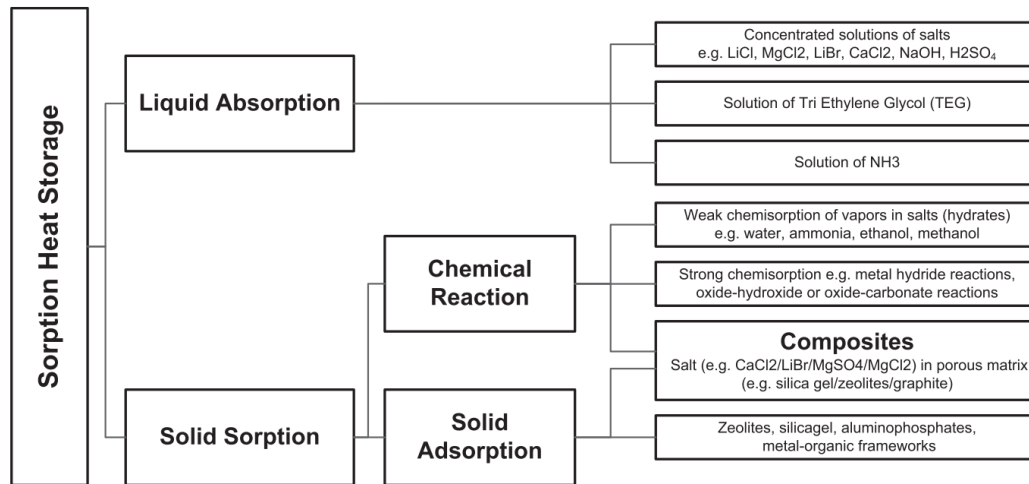 Sorption Heat Storage
Liquid Absorption
Concentrated solutions of salts
e.g. LiCl, MgCl2, LiBr, CaCl2, NaOH, H2SO₄
Solution of Tri Ethylene Glycol (TEG)
Solution of NH3
Solid Sorption
Chemical
Reaction
Weak chemisorption of vapors in salts (hydrates)
e.g. water, ammonia, ethanol, methanol
Strong chemisorption e.g. metal hydride reactions,
oxide-hydroxide or oxide-carbonate reactions
Composites
Salt (e.g. CaCl2/LiBr/MgSO4/MgCl2) in porous matrix
(e.g. silica gel/zeolites/graphite)
Solid
Adsorption
Zeolites, silicagel, aluminophosphates,
metal-organic frameworks